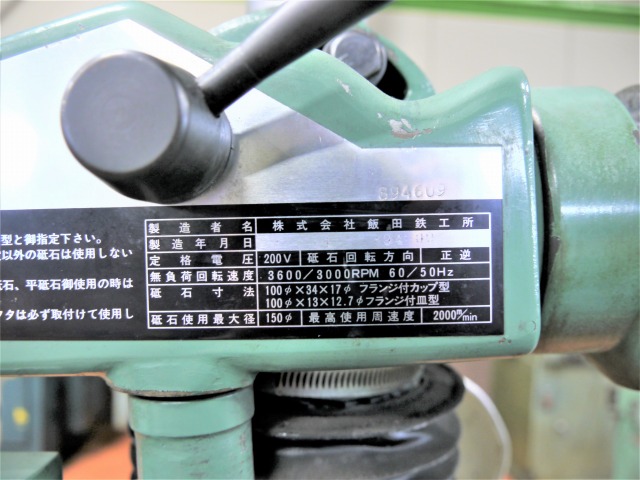 S04609
型と御指定下さい。
以外の砥石は使用しない
石、平砥石御使用の時は
フタは必ず取付けて使用し
製造者名 株式会社飯田鉄工所
製造年月日
定格電圧 200V 砥石回転方向 正逆
無負荷回転速度 3600/3000RPM 60/50Hz
砥石寸法 100φ×34×17φ フランジ付カップ型
100φ×13×12.7φフランジ付皿型
砥石使用最大径 150φ 最高使用周速度 2000m/min